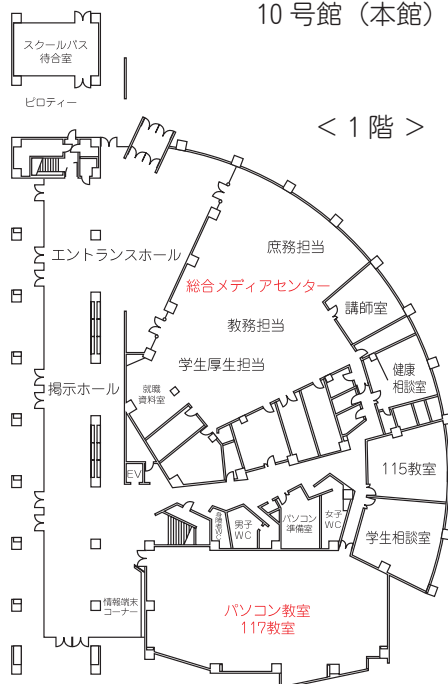 10号館（本館）
スクールバス
待合室
ピロティー
＜１階＞
エントランスホール
庶務担当
総合メディアセンター
講師室
教務担当
学生厚生担当
健康
相談室
掲示ホール
就職
資料室
115教室
EV
身障者WC
男子
WC
パソコン
準備室
女子
WC
学生相談室
情報端末
コーナー
パソコン教室
117教室